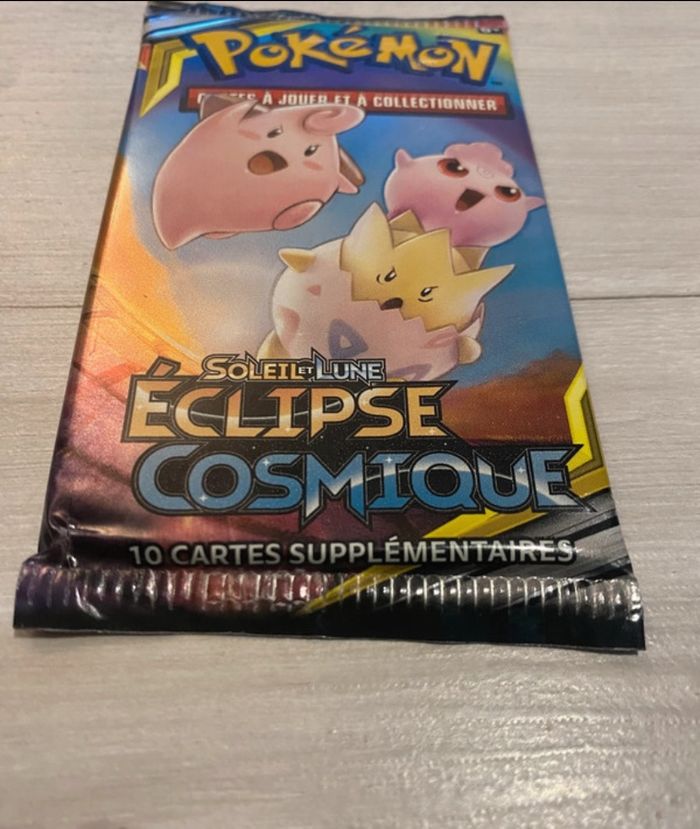 POKÉMON
CARTES À JOUER ET À COLLECTIONNER
SOLEIL ET LUNE
ÉCLIPSE
COSMIQUE
10 CARTES SUPPLÉMENTAIRES